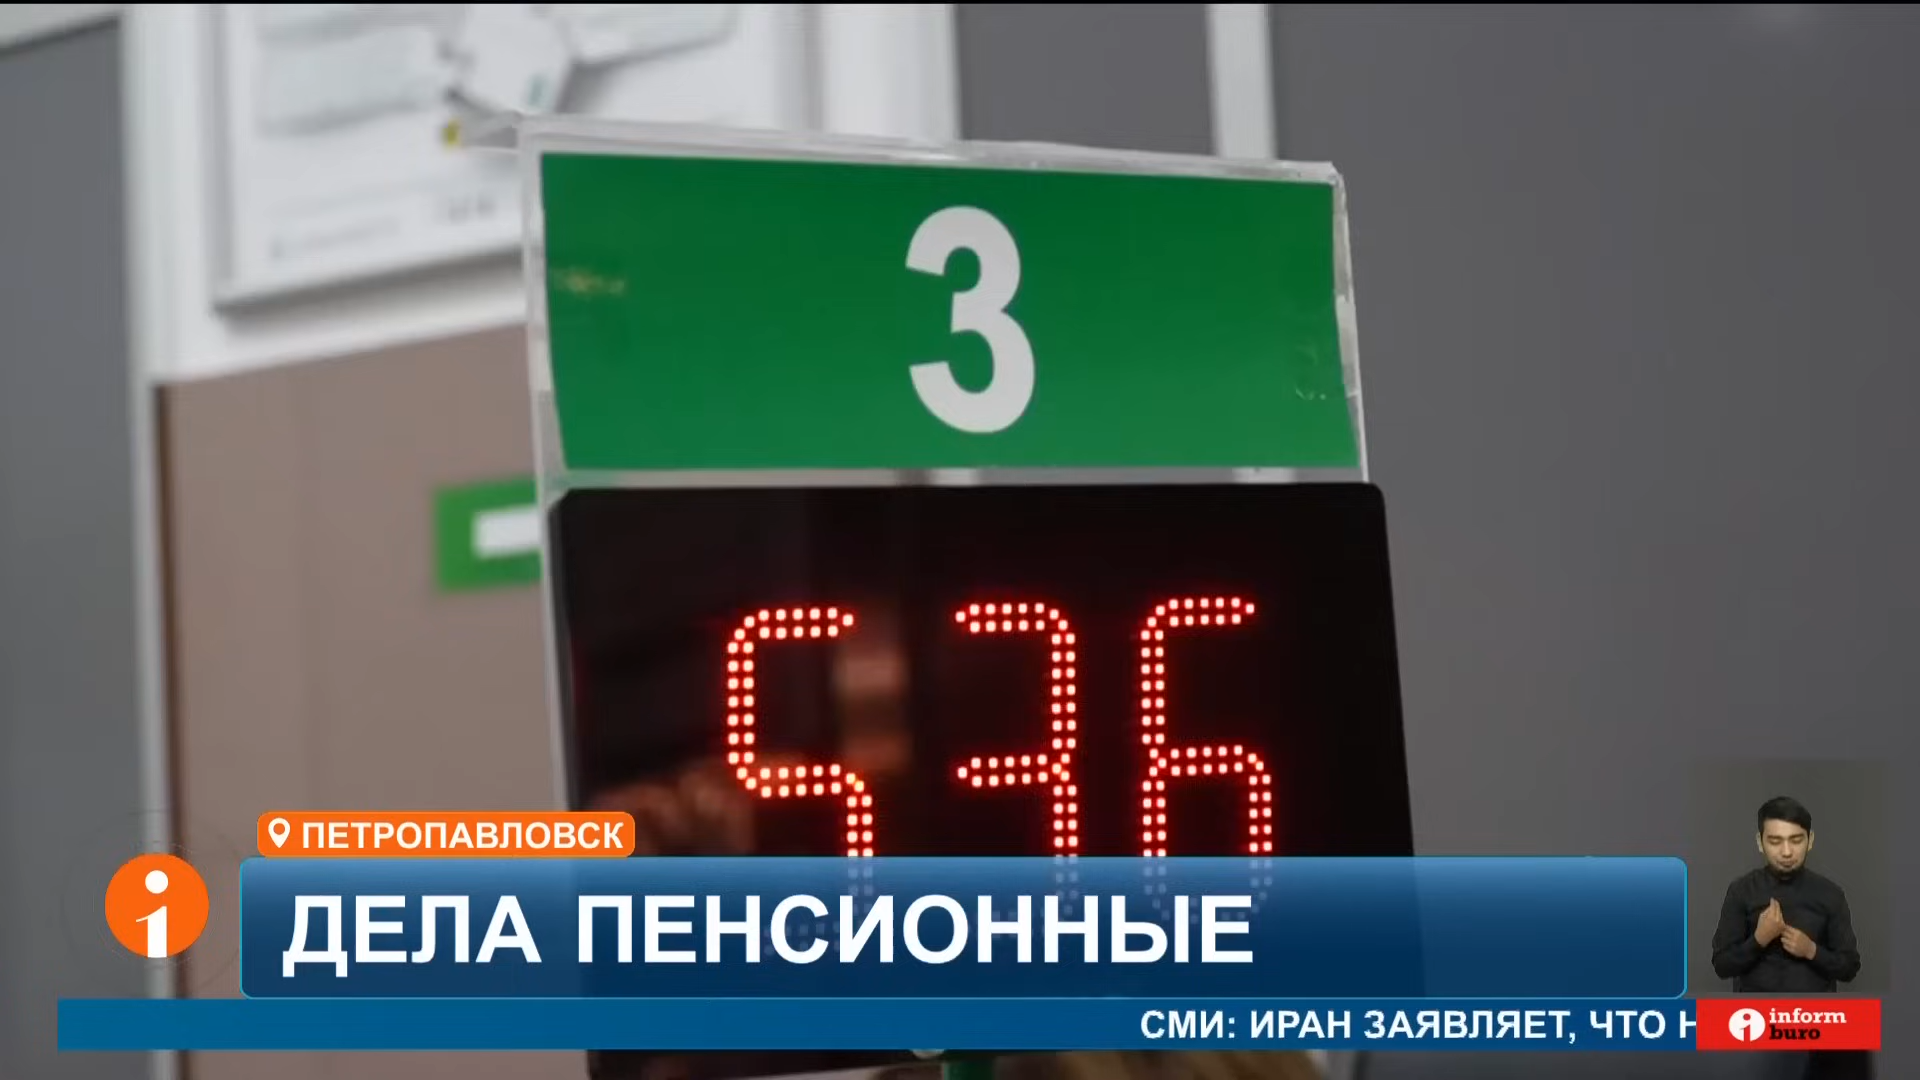 3
536
ПЕТРОПАВЛОВСК
ДЕЛА ПЕНСИОННЫЕ
СМИ: ИРАН ЗАЯВЛЯЕТ, ЧТО
inform
buro